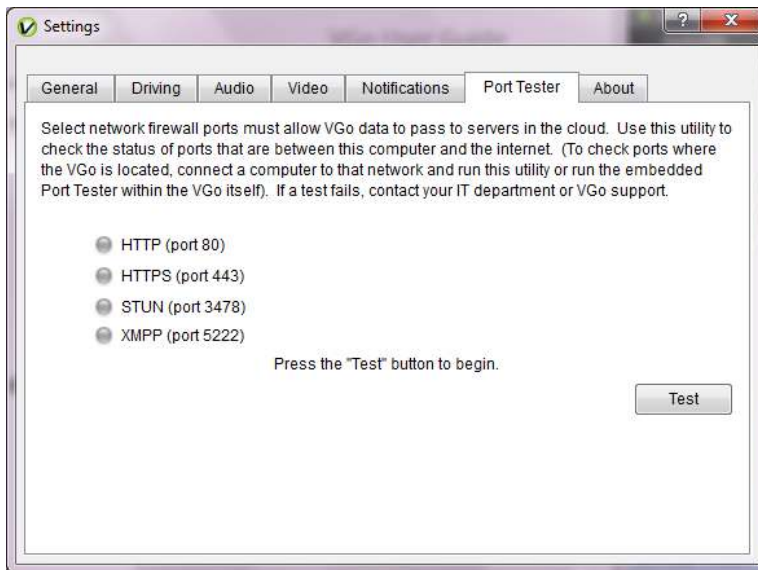 Settings
VGo User Guide
?
X
General Driving Audio Video Notifications Port Tester About
Select network firewall ports must allow VGo data to pass to servers in the cloud. Use this utility to
check the status of ports that are between this computer and the internet. (To check ports where
the VGo is located, connect a computer to that network and run this utility or run the embedded
Port Tester within the VGo itself). If a test fails, contact your IT department or VGo support.
HTTP (port 80)
HTTPS (port 443)
STUN (port 3478)
XMPP (port 5222)
Press the "Test" button to begin.
Test